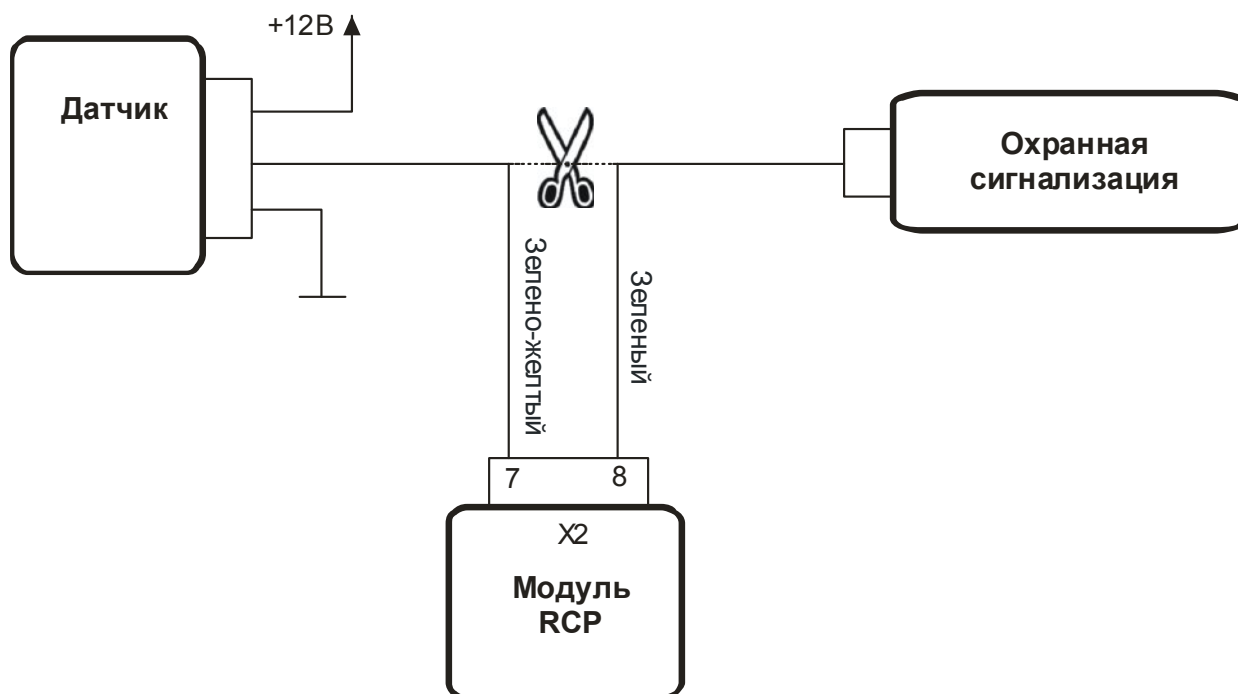 +12В
Датчик
Охранная
сигнализация
Зелено-желтый
Зеленый
7
8
X2
Модуль
RCP